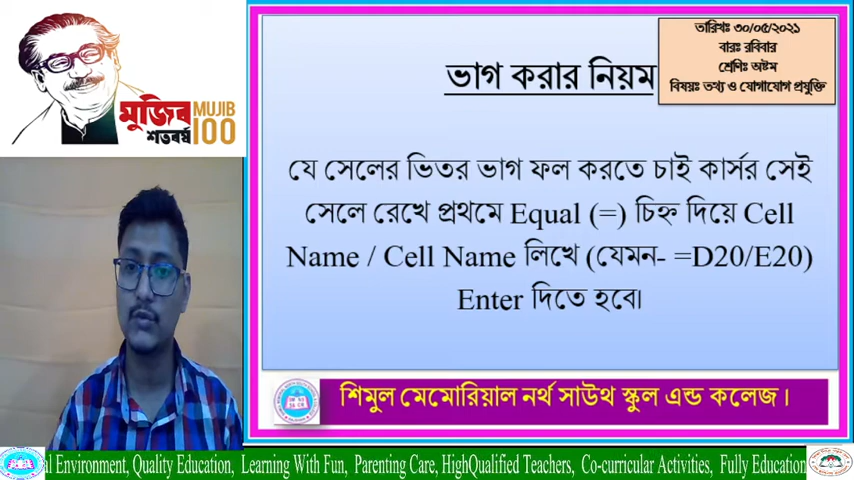 মুজিব
শতবর্ষ
MUJIB
100
তারিখঃ ৩০/০৫/২০২১
বারঃ রবিবার
শ্রেণিঃ অষ্টম
বিষয়ঃ তথ্য ও যোগাযোগ প্রযুক্তি
ভাগ করার নিয়ম
যে সেলের ভিতর ভাগ ফল করতে চাই কার্সর সেই
সেলে রেখে প্রথমে Equal (=) চিহ্ন দিয়ে Cell
Name / Cell Name লিখে (যেমন- =D20/E20)
Enter দিতে হবে।
শিমুল মেমোরিয়াল নর্থ সাউথ স্কুল এন্ড কলেজ।
l Environment, Quality Education, Learning With Fun, Parenting Care, HighQualified Teachers, Co-curricular Activities, Fully Education